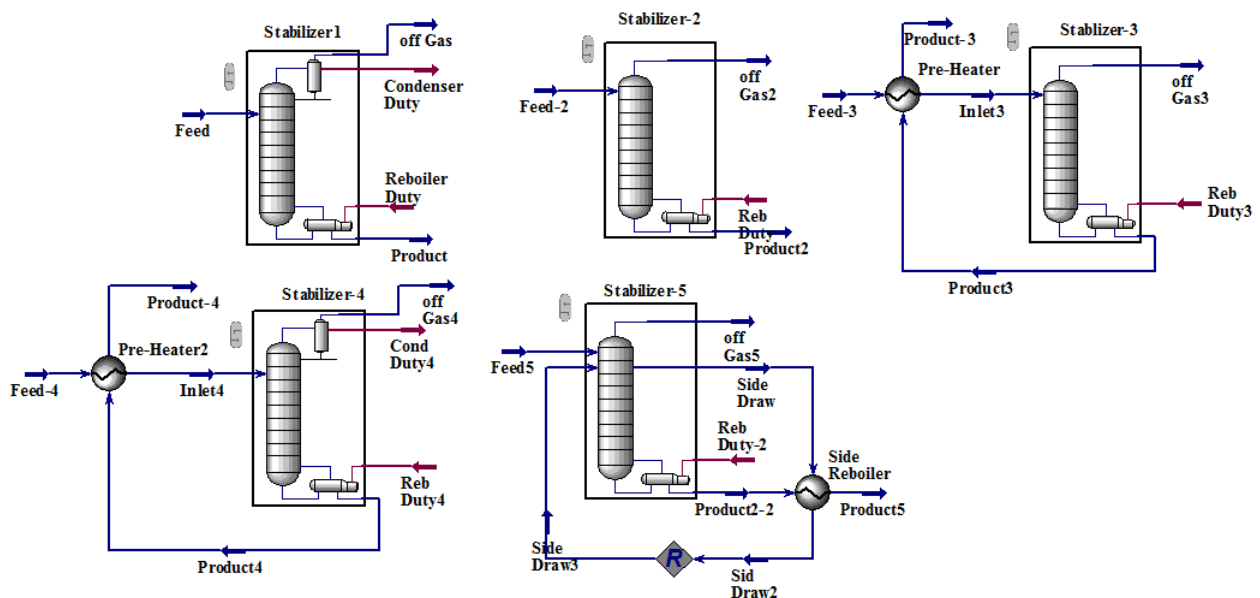 Stabilizer1
off Gas
Condenser
Duty
Feed
Reboiler
Duty
Product
Stabilizer-2
off
Gas2
Feed-2
Reb
Duty
Product2
Stablizer-3
Product-3
Pre-Heater
off
Gas3
Feed-3
Inlet3
Reb
Duty3
Product3
Stabilizer-4
Product-4
off
Gas4
Pre-Heater2
Cond
Duty4
Feed-4
Inlet4
Reb
Duty4
Product4
Stabilizer-5
off
Gas5
Feed5
Side
Draw
Reb
Duty-2
Side
Reboiler
Product2-2
Product5
Side
Draw3
R
Sid
Draw2